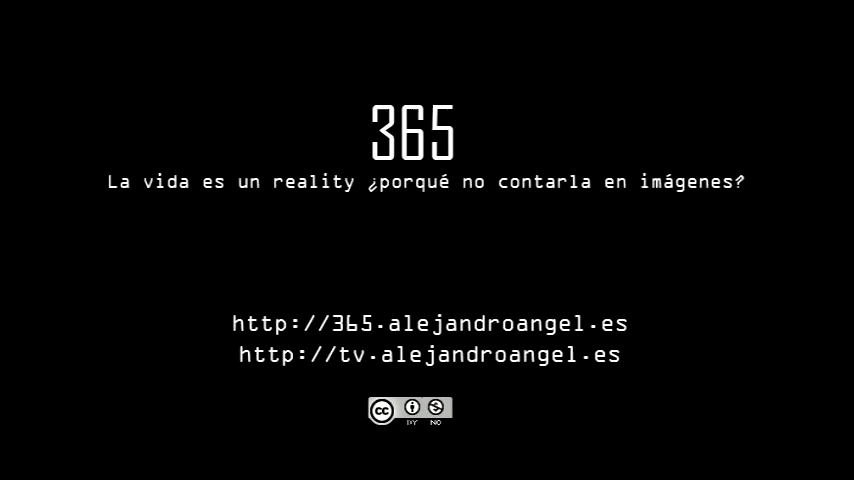 365
La vida es un reality ¿porqué no contarla en imágenes?
http://365.alejandroangel.es
http://tv.alejandroangel.es
cc